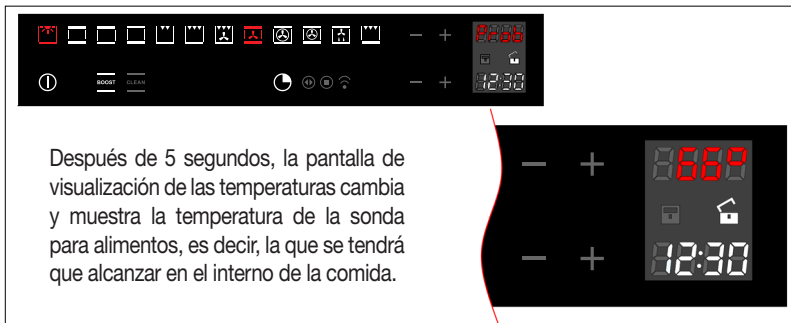 - +
Prob
BOOST
CLEAN
- +
12:30
Después de 5 segundos, la pantalla de
visualización de las temperaturas cambia
y muestra la temperatura de la sonda
para alimentos, es decir, la que se tendrá
que alcanzar en el interno de la comida.
- +
66°
- +
12:30